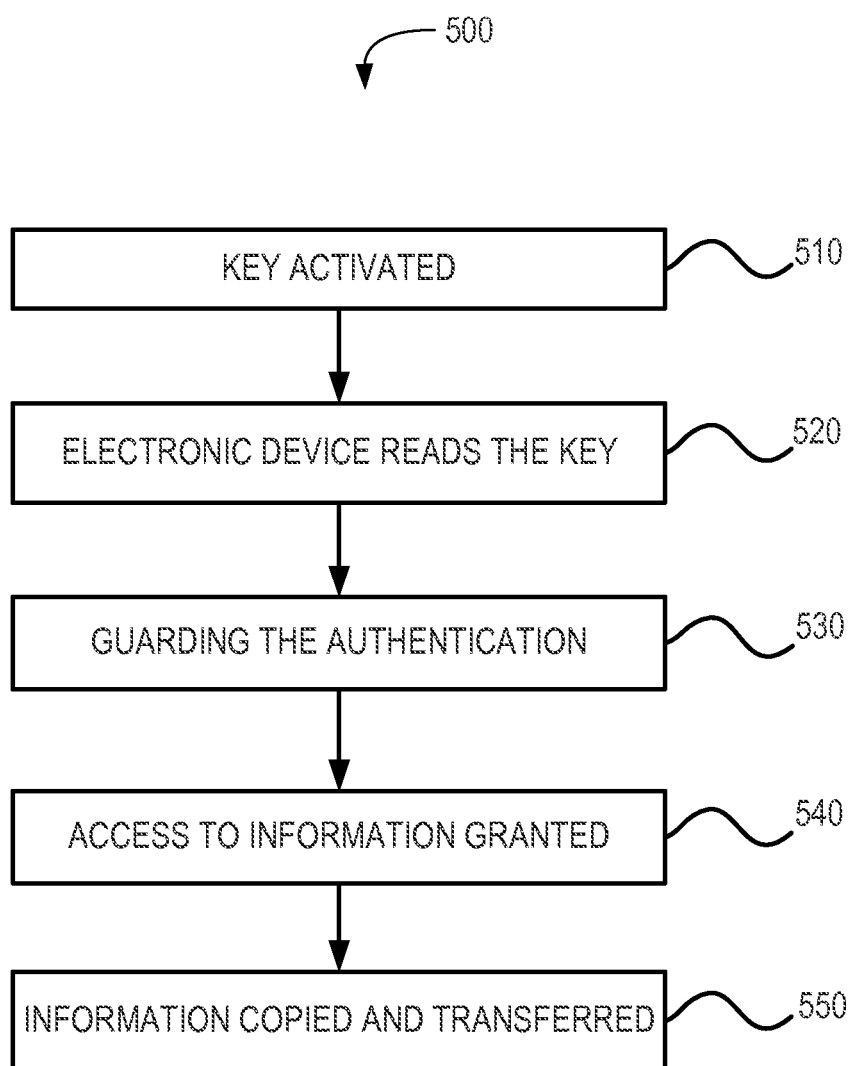 500
KEY ACTIVATED
510
ELECTRONIC DEVICE READS THE KEY
520
GUARDING THE AUTHENTICATION
530
ACCESS TO INFORMATION GRANTED
540
INFORMATION COPIED AND TRANSFERRED
550